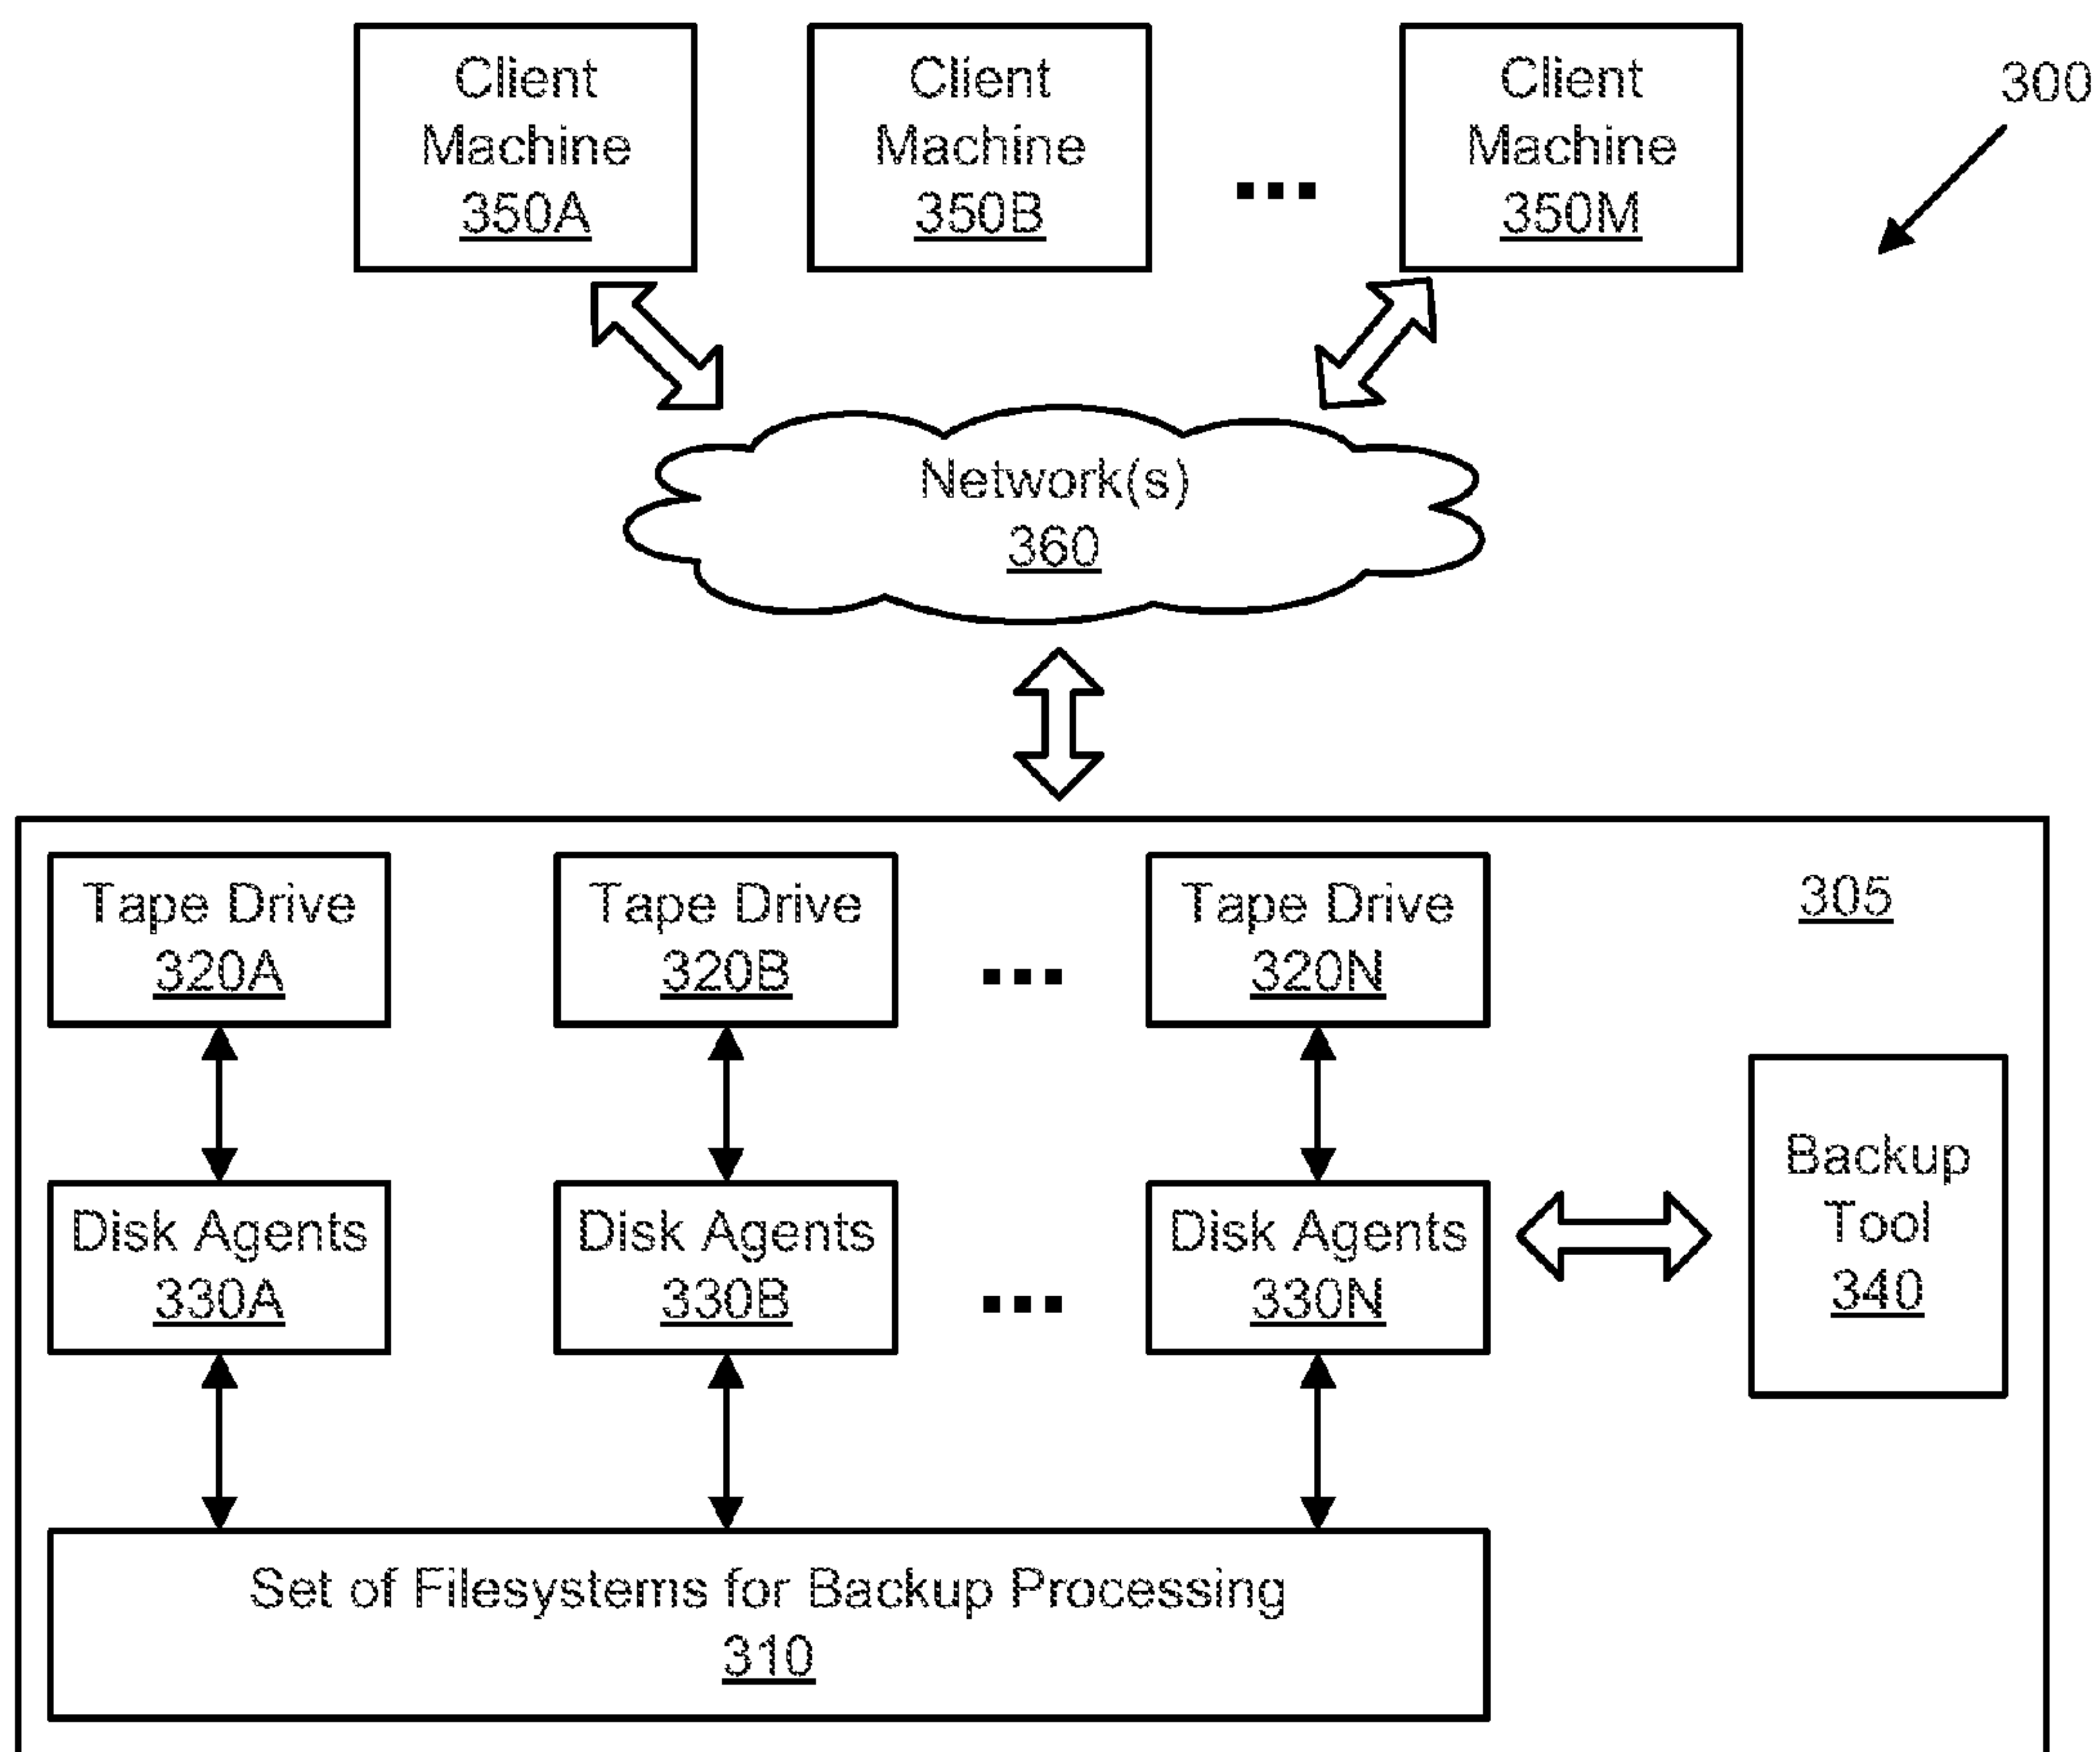 Client
Machine
350A
Client
Machine
350B
...
Client
Machine
350M
300
Network(s)
360
305
Tape Drive
320A
Tape Drive
320B
...
Tape Drive
320N
Disk Agents
330A
Disk Agents
330B
...
Disk Agents
330N
Backup
Tool
340
Set of Filesystems for Backup Processing
310